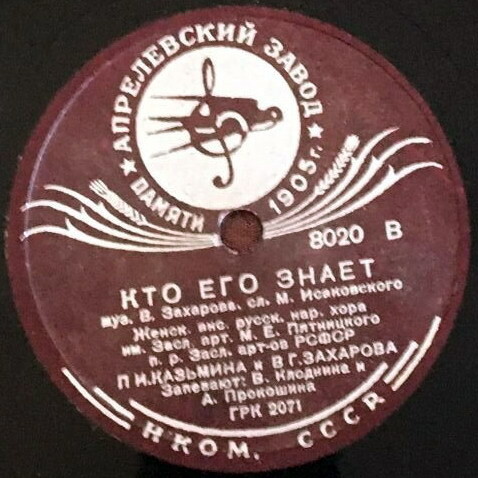 ★ АПРЕЛЕВСКИЙ ЗАВОД ★
ПАМЯТИ 1905 г.
8020 В
КТО ЕГО ЗНАЕТ
муз. В. Захарова, сл. М. Исаковского
Женск. анс. русск. нар. хора
им. Засл. арт. М. Е. Пятницкого
п. р. Засл. арт-ов РСФСР
П И. КАЗЬМИНА и В Г. ЗАХАРОВА
Запевают: В. Клоднина и
А. Прокошина
ГРК 2071
НКОМ. СССР